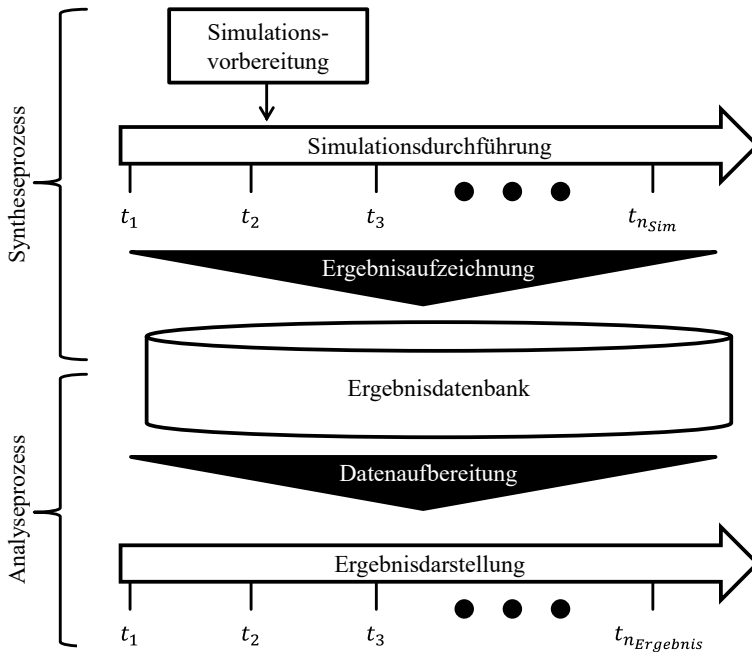 Simulations-
vorbereitung
Syntheseprozess
Simulationsdurchführung
t₁ t₂ t₃ ● ● ● tₙSim
Ergebnisaufzeichnung
Ergebnisdatenbank
Analyseprozess
Datenaufbereitung
Ergebnisdarstellung
t₁ t₂ t₃ ● ● ● tₙErgebnis